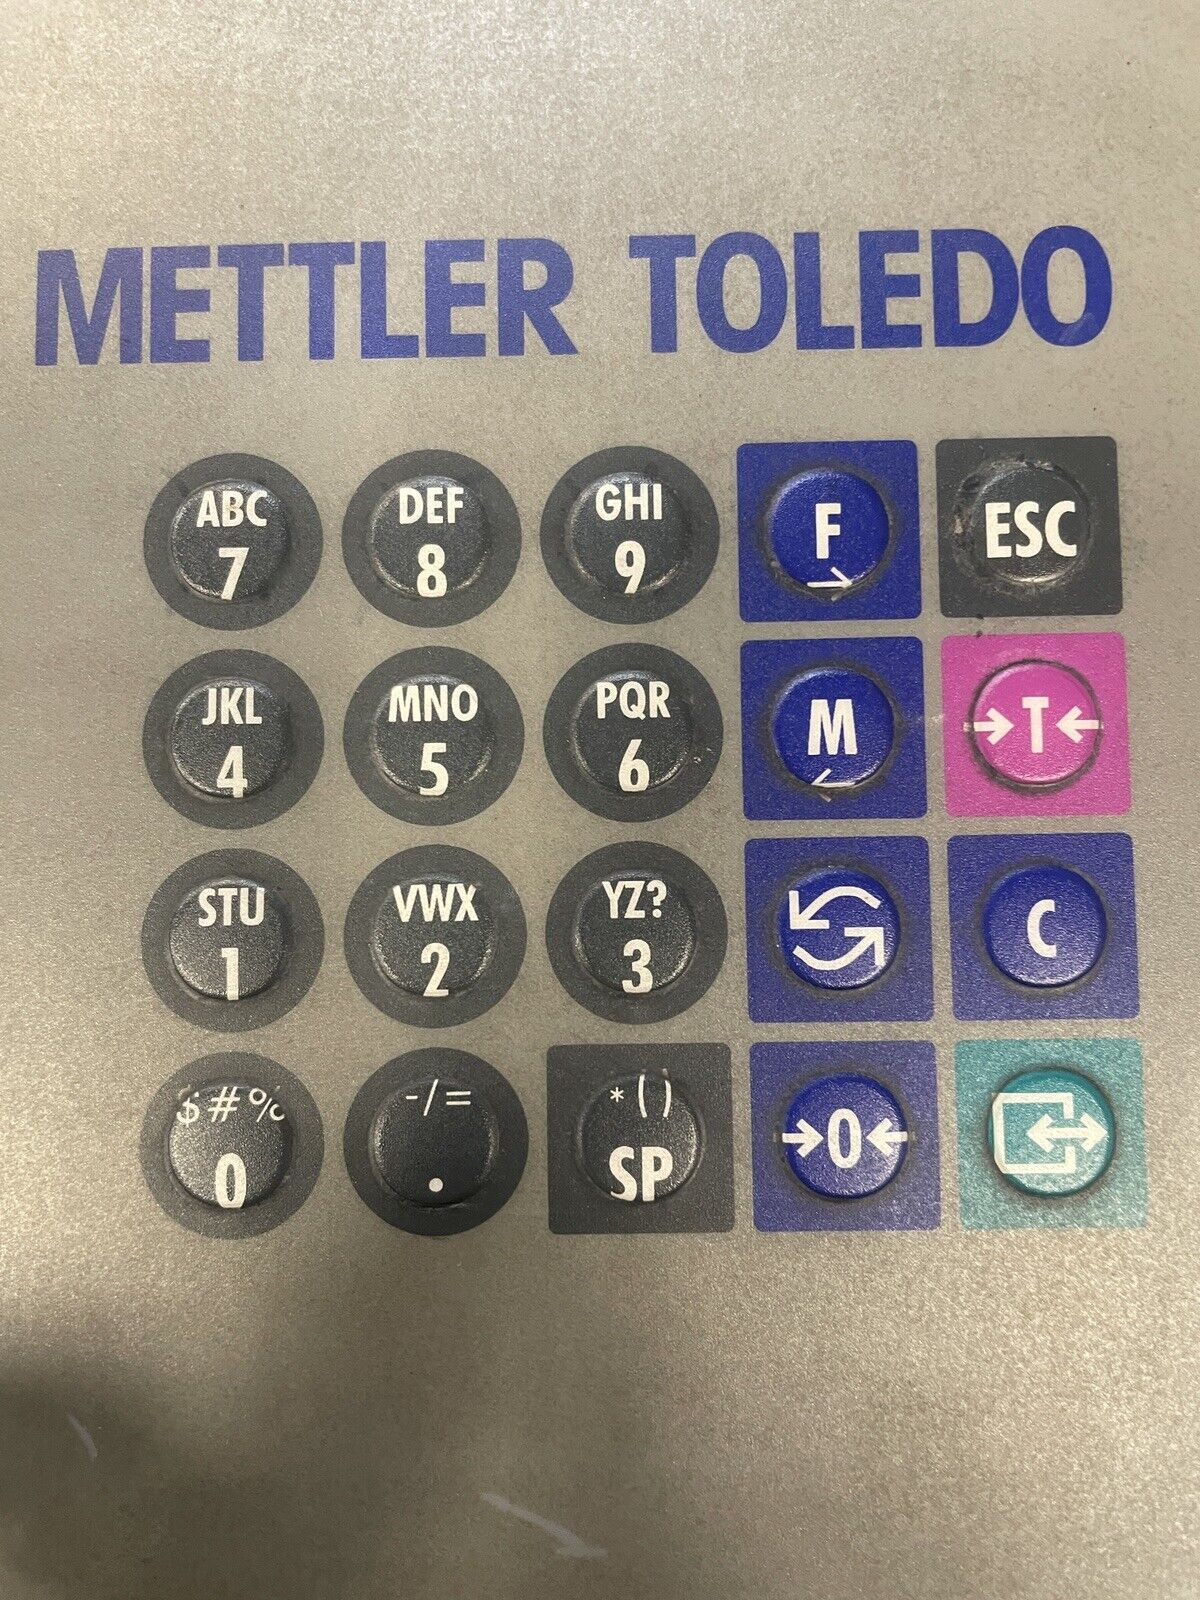 METTLER TOLEDO
ABC DEF GHI
7 8 9 F ESC
JKL MNO PQR
4 5 6 M →T←
STU VWX YZ?
1 2 3 C
$#% -/= *()
0 . SP →0←